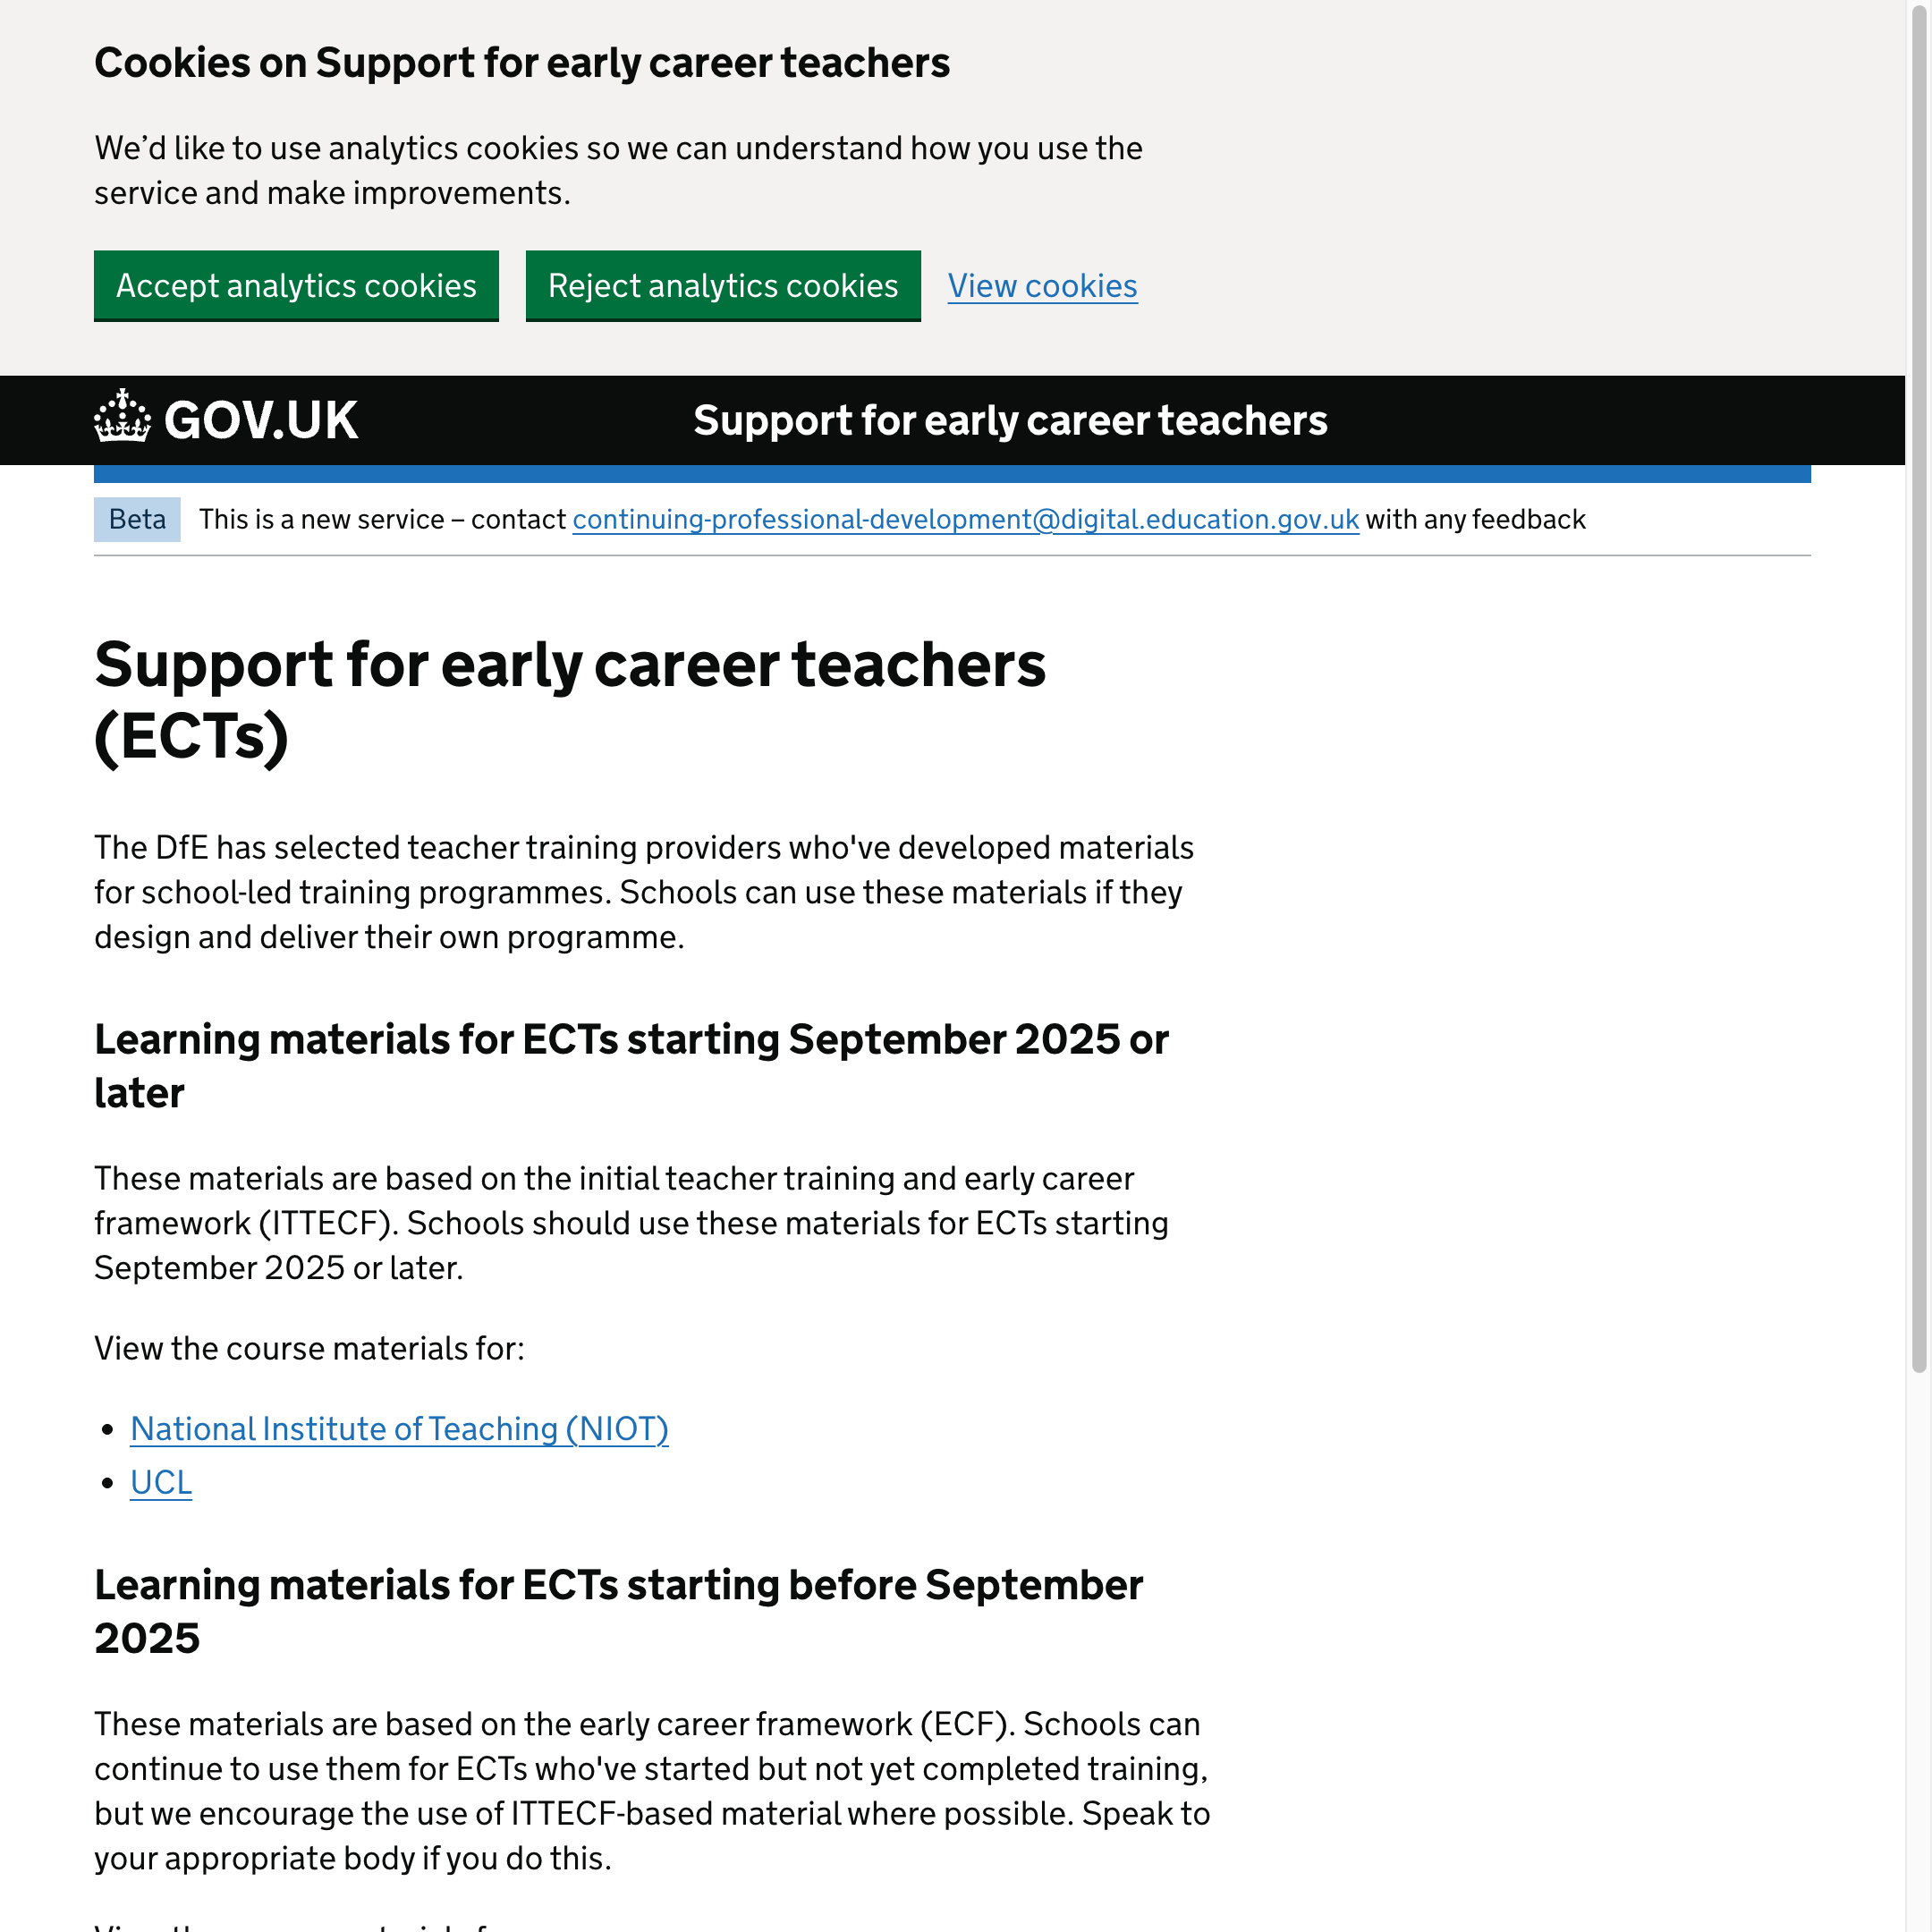 Cookies on Support for early career teachers
We’d like to use analytics cookies so we can understand how you use the
service and make improvements.
Accept analytics cookies
Reject analytics cookies
View cookies
GOV.UK
Support for early career teachers
Beta
This is a new service – contact continuing-professional-development@digital.education.gov.uk with any feedback
Support for early career teachers
(ECTs)
The DfE has selected teacher training providers who've developed materials
for school-led training programmes. Schools can use these materials if they
design and deliver their own programme.
Learning materials for ECTs starting September 2025 or
later
These materials are based on the initial teacher training and early career
framework (ITTECF). Schools should use these materials for ECTs starting
September 2025 or later.
View the course materials for:
• National Institute of Teaching (NIOT)
• UCL
Learning materials for ECTs starting before September
2025
These materials are based on the early career framework (ECF). Schools can
continue to use them for ECTs who've started but not yet completed training,
but we encourage the use of ITTECF-based material where possible. Speak to
your appropriate body if you do this.